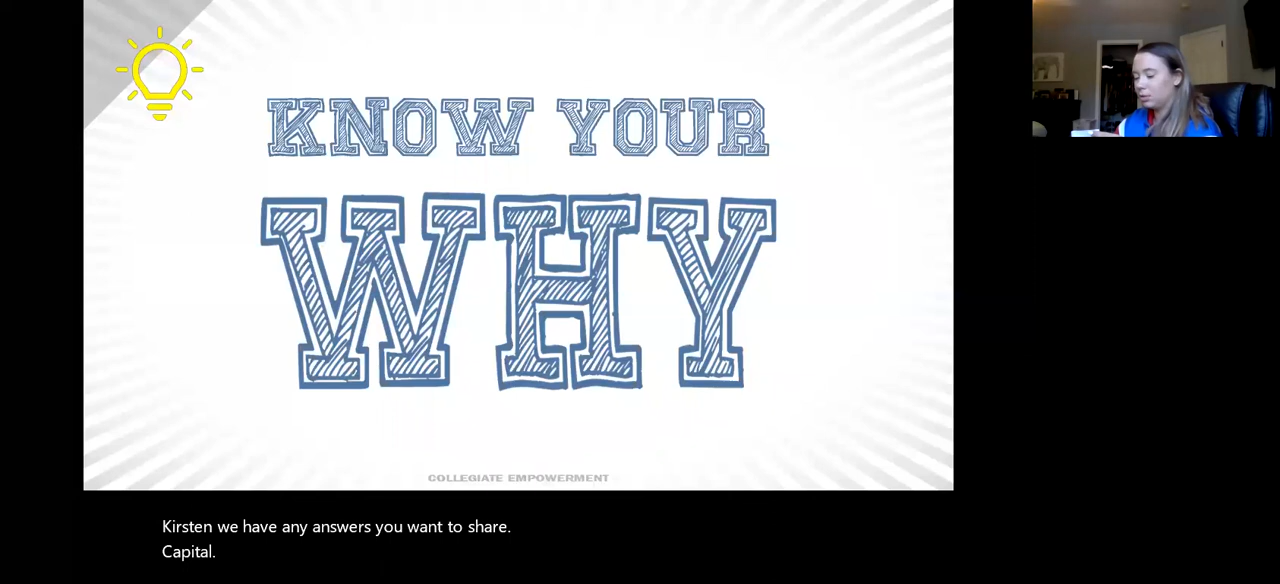 KNOW YOUR
WHY
COLLEGIATE EMPOWERMENT
Kirsten we have any answers you want to share.
Capital.